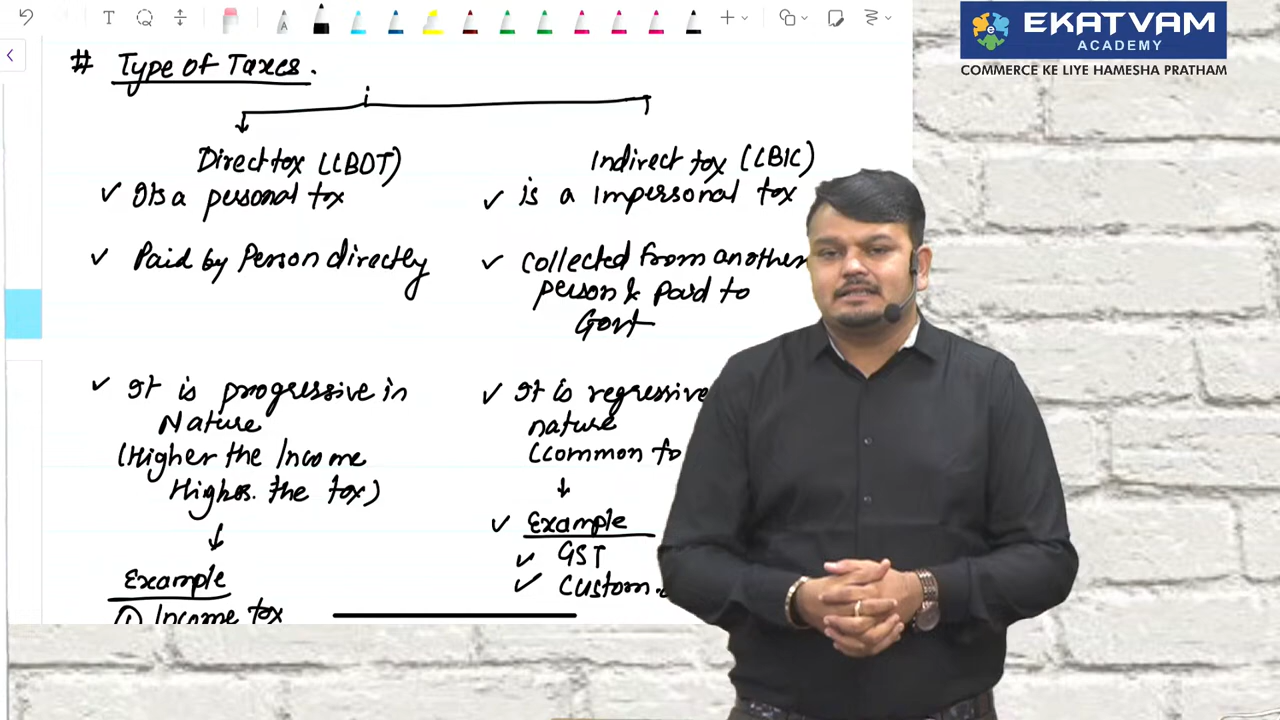 EKATVAM
ACADEMY
COMMERCE KE LIYE HAMESHA PRATHAM
# Type of Taxes.
Direct tax (CBDT)
✓ It is a personal tax
✓ Paid by Person directly
✓ It is progressive in
Nature
(Higher the Income
Higher. the tax)
Example
① Income tax
Indirect tax (CBIC)
✓ is a Impersonal tax
✓ collected from another
person & paid to
Govt
✓ It is regressive
nature
(common to
✓ Example
✓ GST
✓ Custom